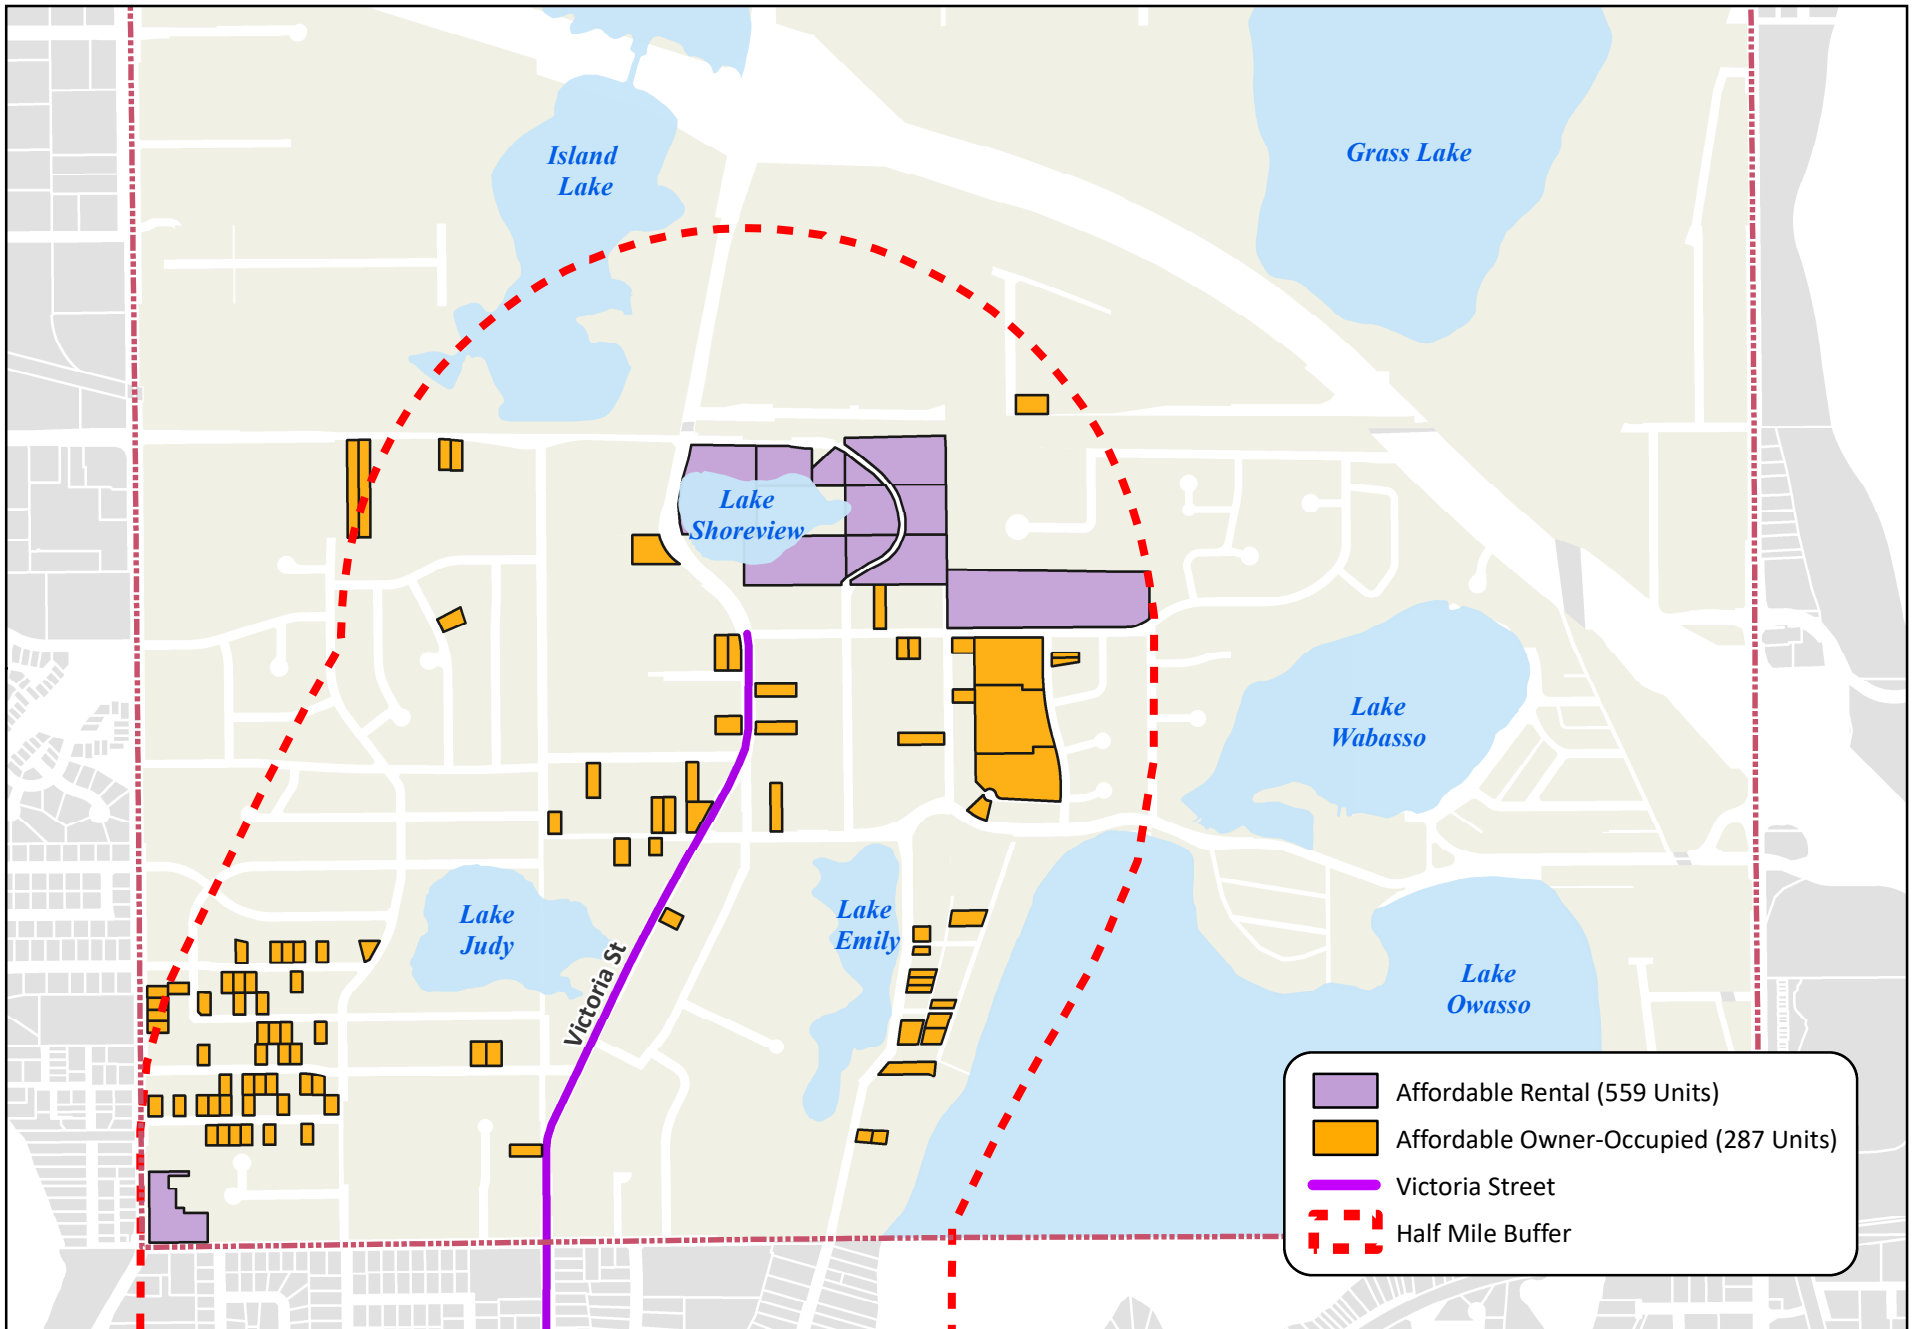 Island
Lake
Grass Lake
Lake
Shoreview
Lake
Wabasso
Lake
Judy
Lake
Emily
Victoria St
Lake
Owasso
Affordable Rental (559 Units)
Affordable Owner-Occupied (287 Units)
Victoria Street
Half Mile Buffer